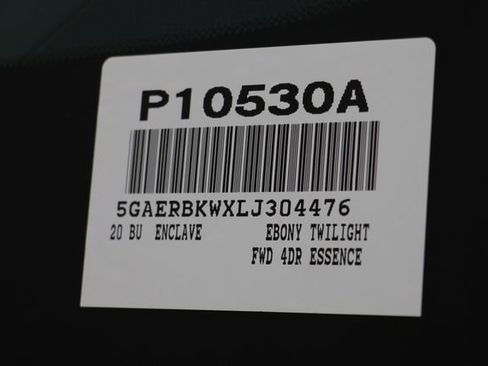 P10530A
5GAERBKWXLJ304476
20 BU ENCLAVE EBONY TWILIGHT
FWD 4DR ESSENCE